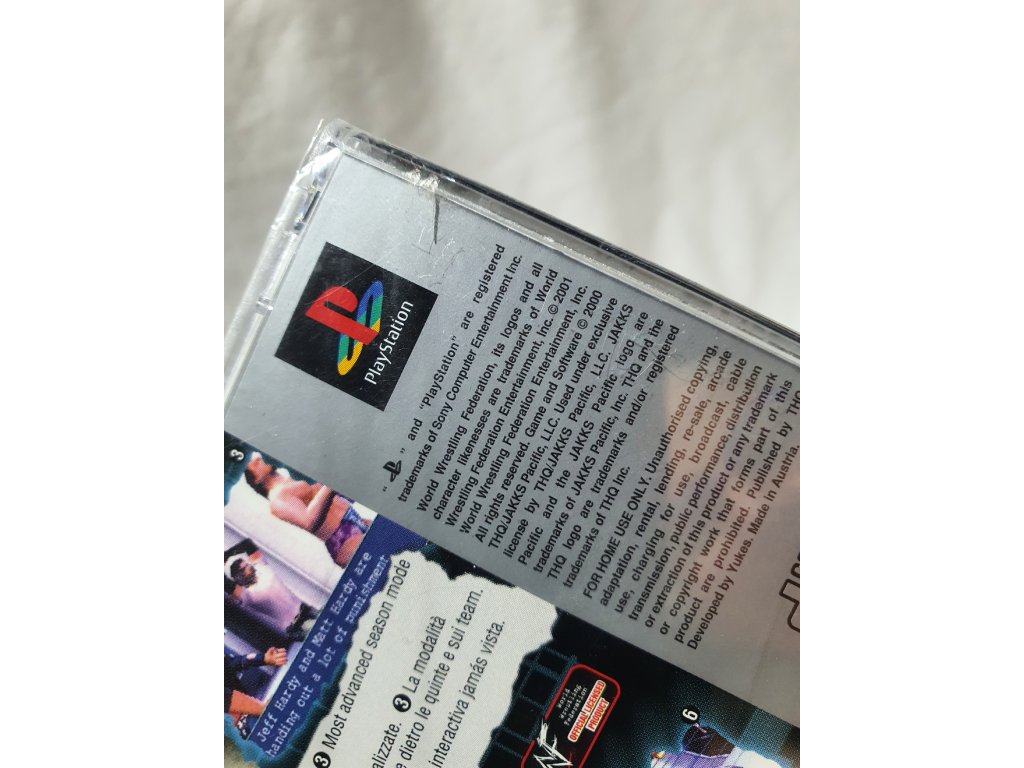 PlayStation
" " and "PlayStation" are registered
trademarks of Sony Computer Entertainment Inc.
World Wrestling Federation, its logos and all
character likenesses are trademarks of World
Wrestling Federation Entertainment, Inc. © 2001
World Wrestling Federation Entertainment, Inc.
All rights reserved. Game and Software © 2000
THQ/JAKKS Pacific, LLC. Used under exclusive
license by THQ/JAKKS Pacific, LLC. JAKKS
Pacific and the JAKKS Pacific logo are
trademarks of JAKKS Pacific, Inc. THQ and the
THQ logo are trademarks and/or registered
trademarks of THQ Inc.
FOR HOME USE ONLY. Unauthorised copying,
adaptation, rental, lending, re-sale, arcade
use, charging for use, broadcast, cable
transmission, public performance, distribution
or extraction of this product or any trademark
or copyright work that forms part of this
product are prohibited. Published by THQ
Developed by Yukes. Made in Austria.
3
Jeff Hardy and Matt Hardy are
handing out a lot of punishment
3 Most advanced season mode
alizzate. 3 La modalità
e dietro le quinte e sui team.
interactiva jamás vista.
World
Wrestling
Federation
OFFICIAL LICENSED
PRODUCT
6